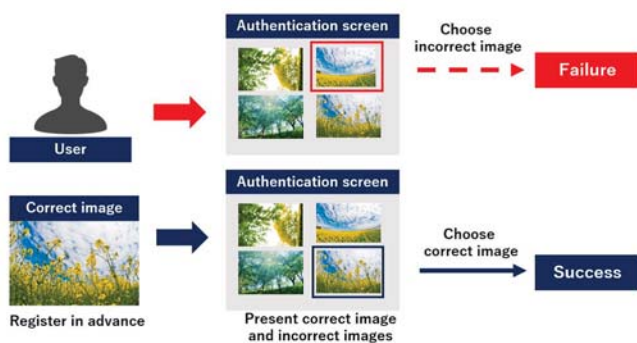 Authentication screen
Choose
incorrect image
Failure
User
Correct image
Register in advance
Authentication screen
Choose
correct image
Success
Present correct image
and incorrect images